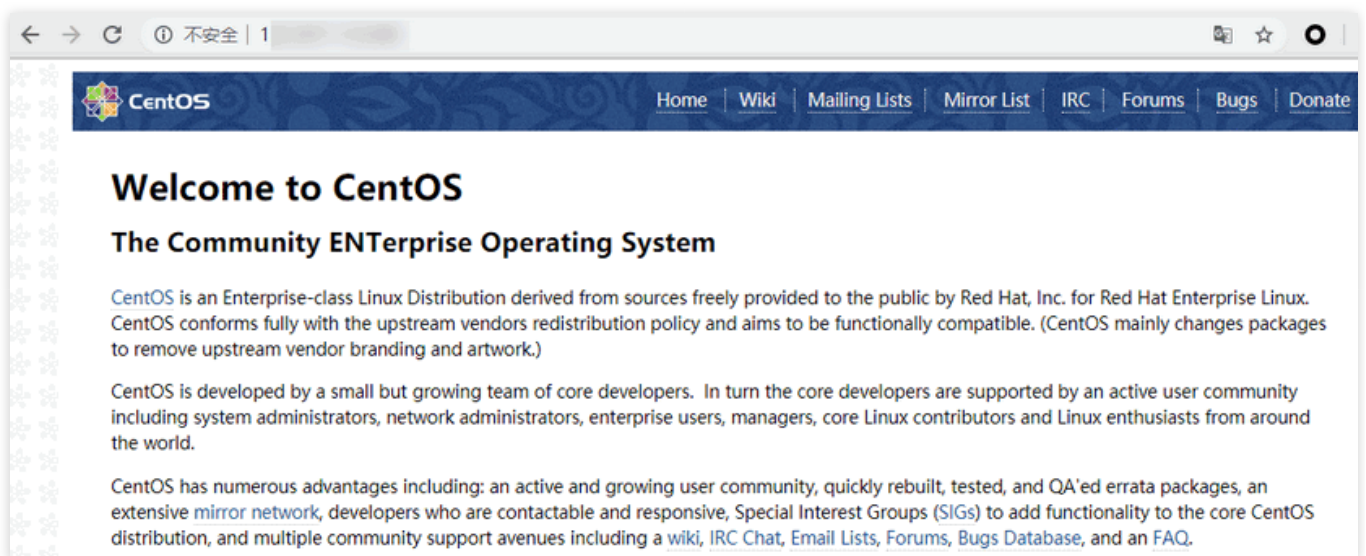 不安全 | 1
CentOS
Home Wiki Mailing Lists Mirror List IRC Forums Bugs Donate
Welcome to CentOS
The Community ENTerprise Operating System
CentOS is an Enterprise-class Linux Distribution derived from sources freely provided to the public by Red Hat, Inc. for Red Hat Enterprise Linux.
CentOS conforms fully with the upstream vendors redistribution policy and aims to be functionally compatible. (CentOS mainly changes packages
to remove upstream vendor branding and artwork.)
CentOS is developed by a small but growing team of core developers.  In turn the core developers are supported by an active user community
including system administrators, network administrators, enterprise users, managers, core Linux contributors and Linux enthusiasts from around
the world.
CentOS has numerous advantages including: an active and growing user community, quickly rebuilt, tested, and QA'ed errata packages, an
extensive mirror network, developers who are contactable and responsive, Special Interest Groups (SIGs) to add functionality to the core CentOS
distribution, and multiple community support avenues including a wiki, IRC Chat, Email Lists, Forums, Bugs Database, and an FAQ.